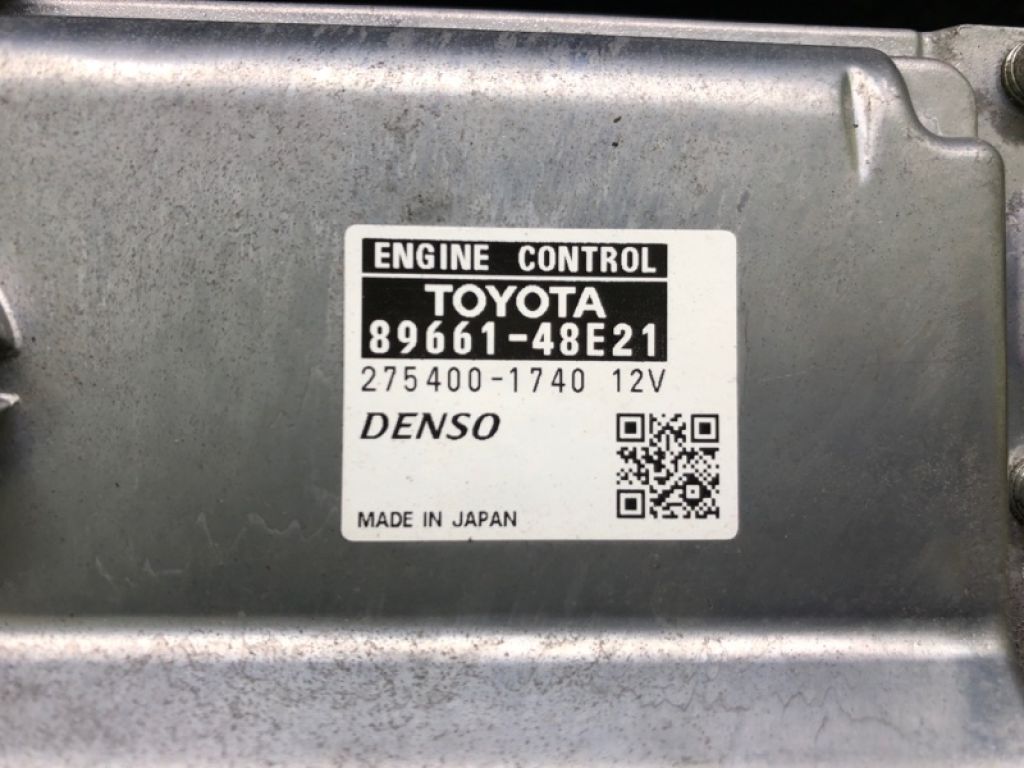 ENGINE CONTROL
TOYOTA
89661-48E21
275400-1740 12V
DENSO
MADE IN JAPAN